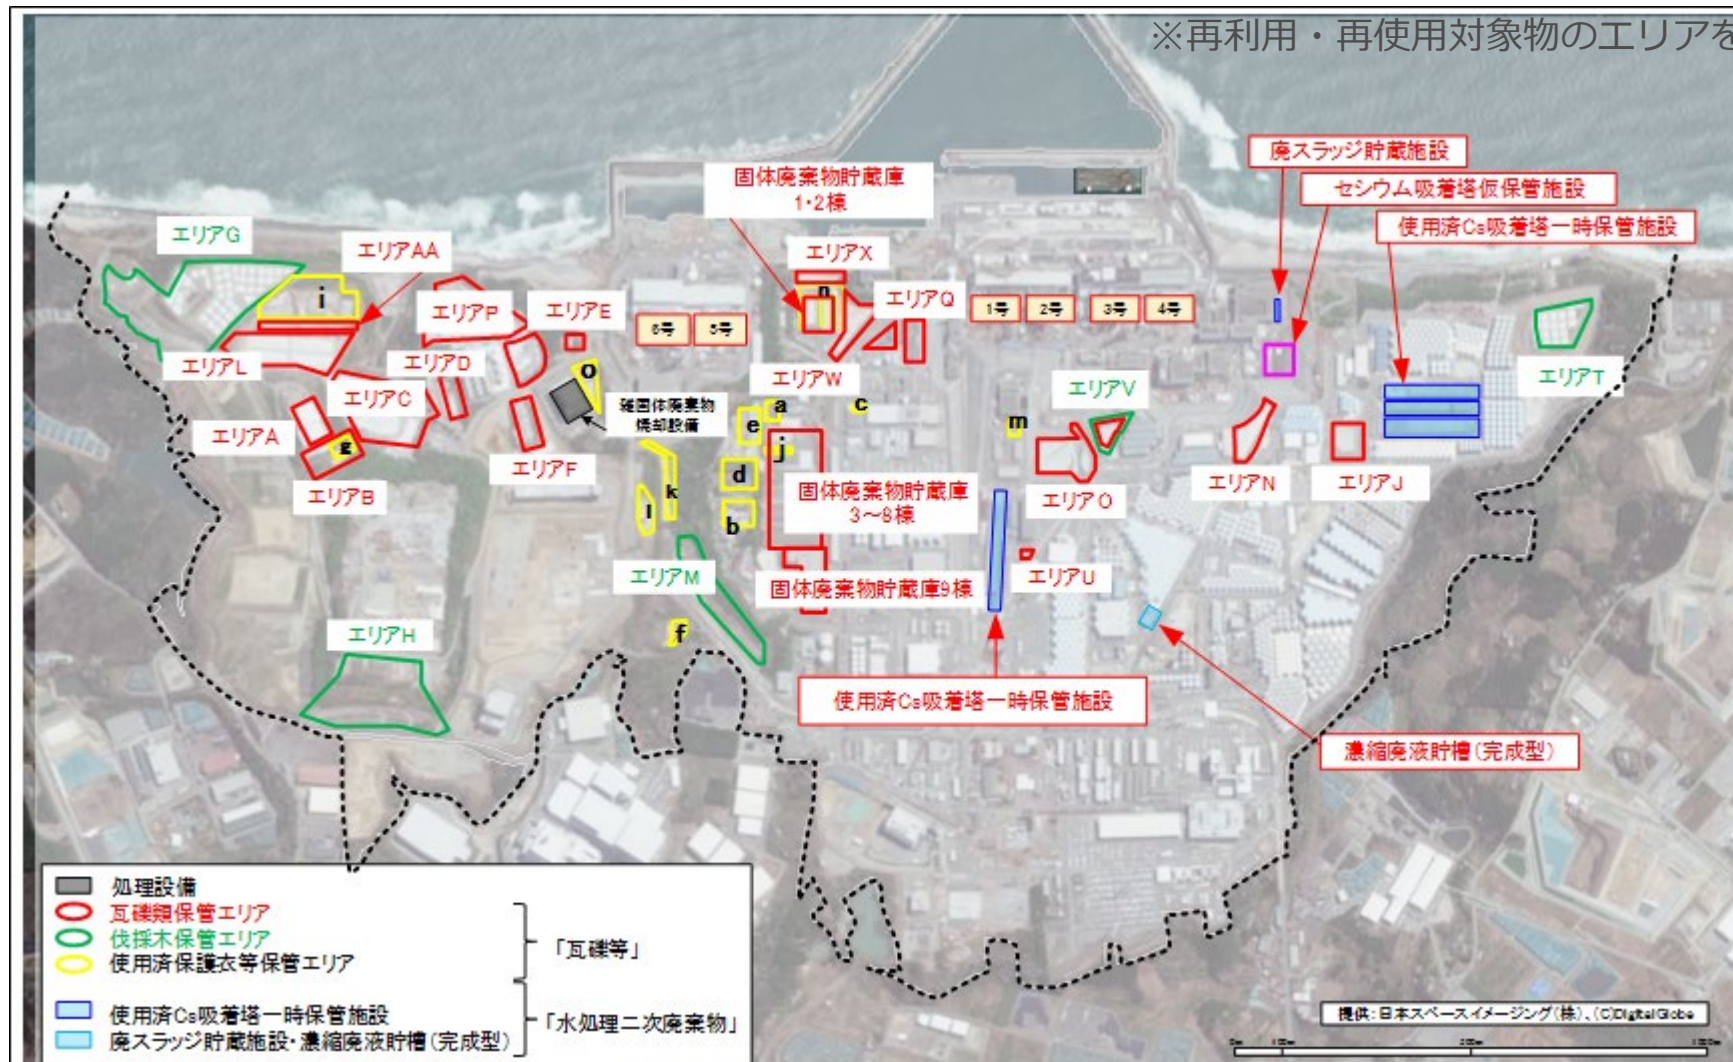 ※再利用・再使用対象物のエリアを
廃スラッジ貯蔵施設
セシウム吸着塔仮保管施設
使用済Cs吸着塔一時保管施設
固体廃棄物貯蔵庫
1・2棟
エリアG
エリアAA
エリアX
i
n
エリアP
エリアE
エリアQ
6号
5号
1号
2号
3号
4号
エリアL
エリアD
o
エリアW
エリアV
エリアT
エリアC
雑固体廃棄物
焼却設備
a
c
e
m
エリアA
g
j
エリアF
d
エリアB
k
l
b
固体廃棄物貯蔵庫
3～8棟
エリアO
エリアN
エリアJ
エリアM
固体廃棄物貯蔵庫9棟
エリアU
エリアH
f
使用済Cs吸着塔一時保管施設
濃縮廃液貯槽(完成型)
処理設備
瓦礫類保管エリア
伐採木保管エリア
使用済保護衣等保管エリア
「瓦礫等」
使用済Cs吸着塔一時保管施設
廃スラッジ貯蔵施設・濃縮廃液貯槽(完成型)
「水処理二次廃棄物」
提供:日本スペースイメージング(株)、(C)DigitalGlobe
0m 100m 500m 1000m